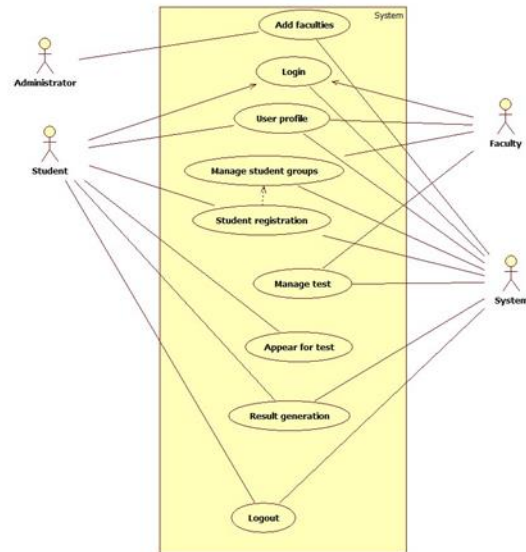 System
Add faculties
Administrator
Login
User profile
Faculty
Student
Manage student groups
Student registration
Manage test
System
Appear for test
Result generation
Logout